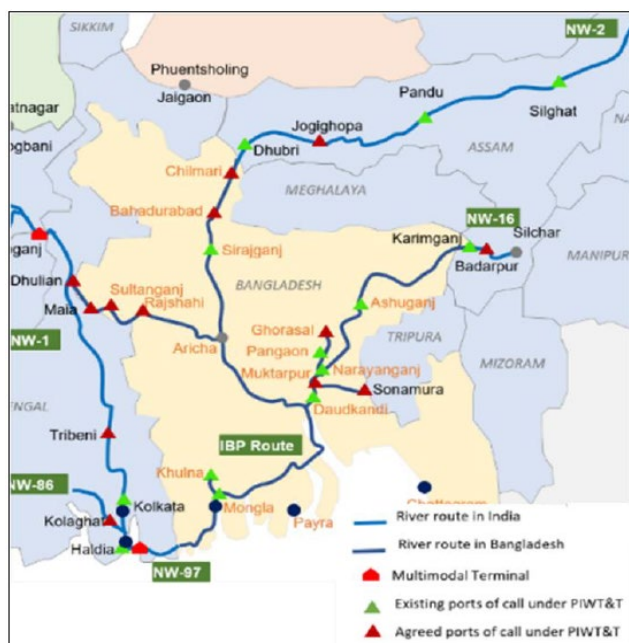 SIKKIM
NW-2
Phuentsholing
Jaigaon
atnagar
ogbani
Pandu
Silghat
Jogighopa
Dhubri
ASSAM
NA
Chilmari
MEGHALAYA
Bahadurabad
NW-16
Karimganj
Silchar
Badarpur
MANIPUR
Sirajganj
ganj
Dhulian
Sultanganj
Rajshahi
Maia
BANGLADESH
Ashuganj
Ghorasal
TRIPURA
NW-1
Aricha
Pangaon
Narayanganj
Muktarpur
Sonamura
MIZORAM
Daudkandi
ENGAL
Tribeni
IBP Route
Khulna
NW-86
Kolkata
Mongla
Payra
Kolaghat
Haldia
NW-97
River route in India
River route in Bangladesh
Multimodal Terminal
Existing ports of call under PIWT&T
Agreed ports of call under PIWT&T